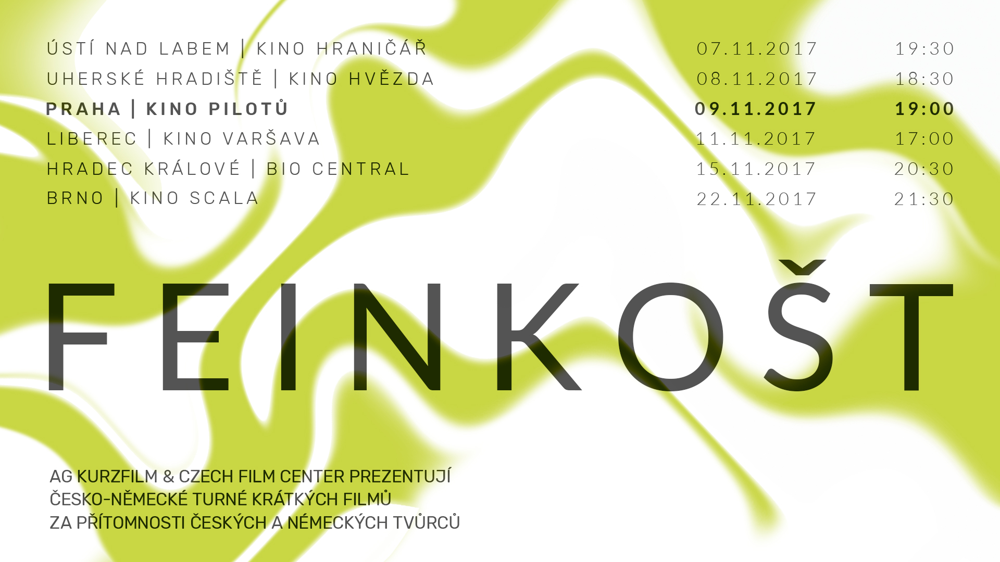 ÚSTÍ NAD LABEM | KINO HRANIČÁŘ 07.11.2017 19:30
UHERSKÉ HRADIŠTĚ | KINO HVĚZDA 08.11.2017 18:30
PRAHA | KINO PILOTŮ 09.11.2017 19:00
LIBEREC | KINO VARŠAVA 11.11.2017 17:00
HRADEC KRÁLOVÉ | BIO CENTRAL 15.11.2017 20:30
BRNO | KINO SCALA 22.11.2017 21:30
FEINKOŠT
AG KURZFILM & CZECH FILM CENTER PREZENTUJÍ
ČESKO-NĚMECKÉ TURNÉ KRÁTKÝCH FILMŮ
ZA PŘÍTOMNOSTI ČESKÝCH A NÉMECKÝCH TVŮRCŮ